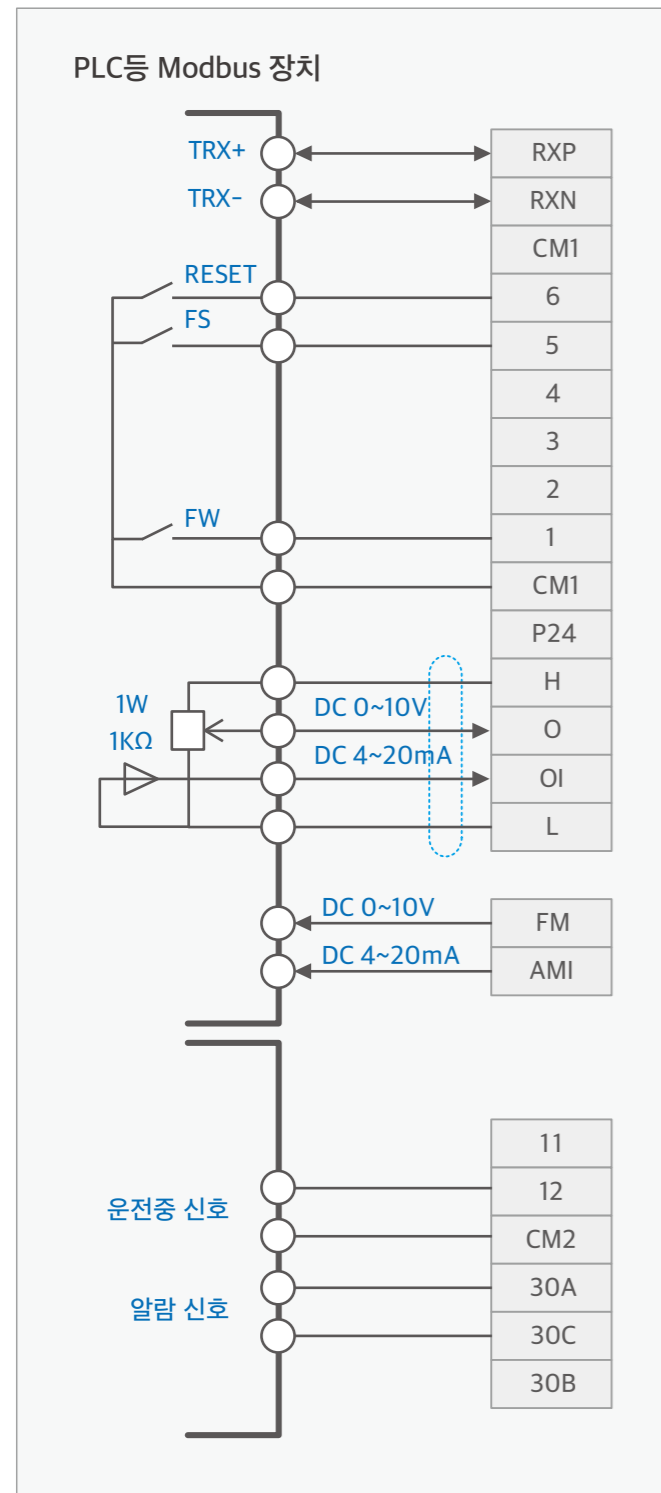 PLC등 Modbus 장치
TRX+
RXP
TRX-
RXN
CM1
RESET
6
FS
5
4
3
2
FW
1
CM1
P24
H
1W
1KΩ
DC 0~10V
O
DC 4~20mA
OI
L
DC 0~10V
FM
DC 4~20mA
AMI
11
12
운전중 신호
CM2
30A
알람 신호
30C
30B